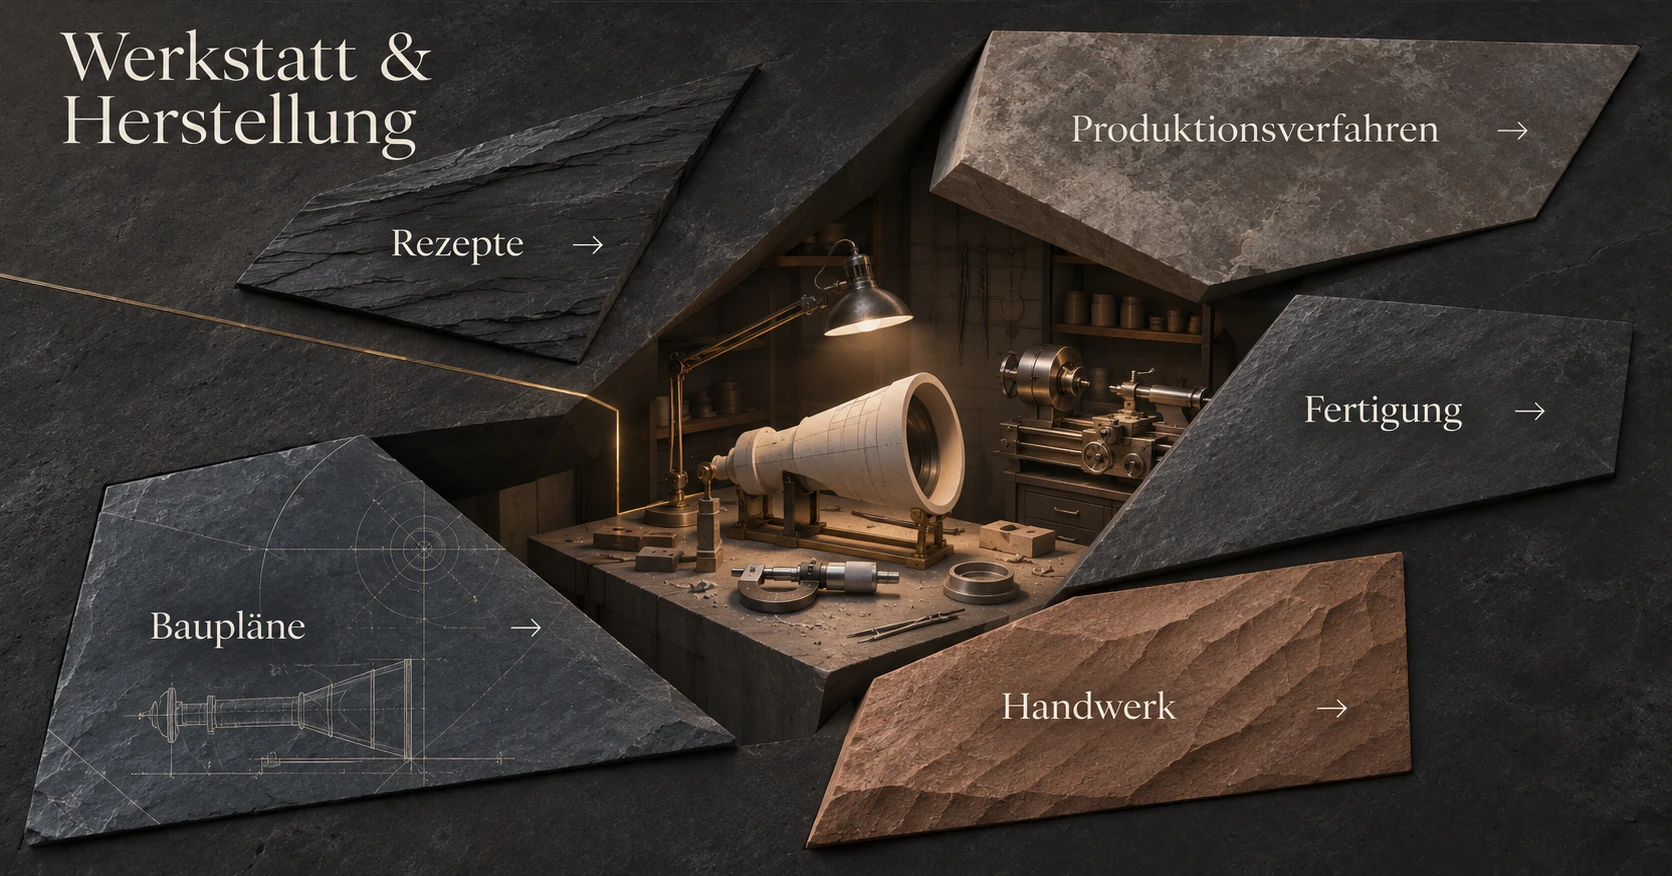 Werkstatt &
Herstellung
Rezepte →
Produktionsverfahren →
Fertigung →
Baupläne →
Handwerk →